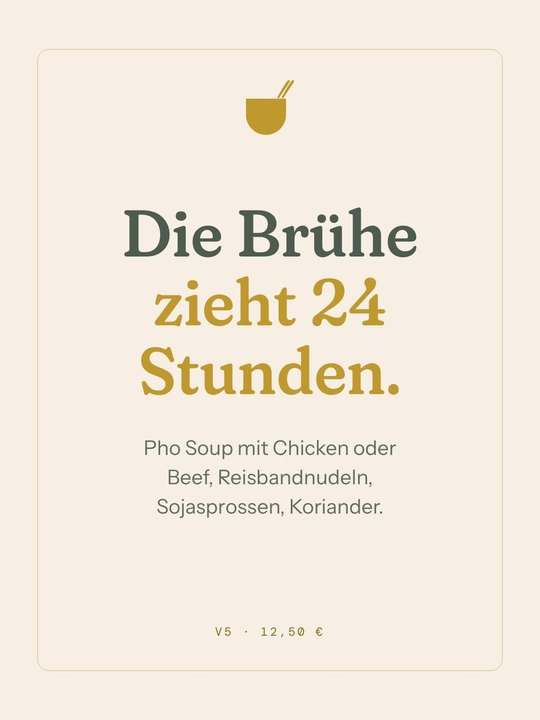 Die Brühe
zieht 24
Stunden.
Pho Soup mit Chicken oder
Beef, Reisbandnudeln,
Sojasprossen, Koriander.
V5 · 12,50 €